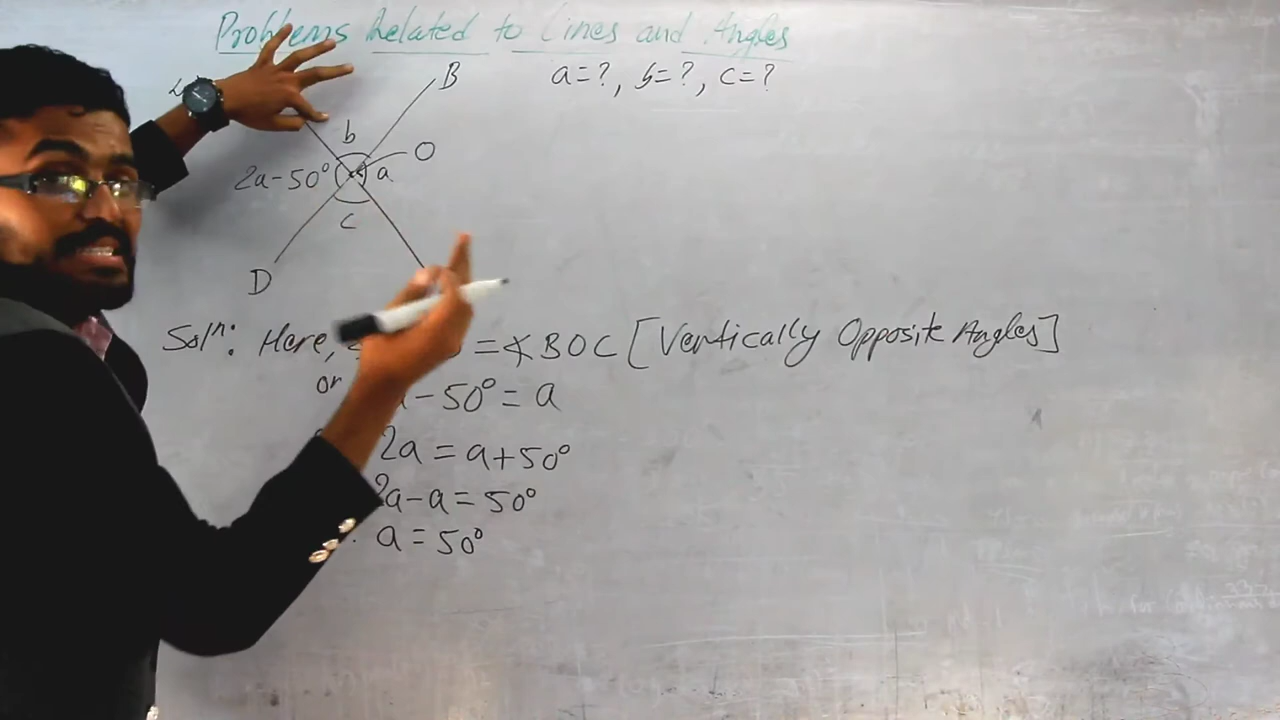 Problems Related to Lines and Angles
a=?, b=?, c=?
B
b
O
2a-50° a
c
D
Solⁿ: Here, = ∡BOC [Vertically Opposite Angles]
or -50° = a
2a = a+50°
2a-a = 50°
a = 50°